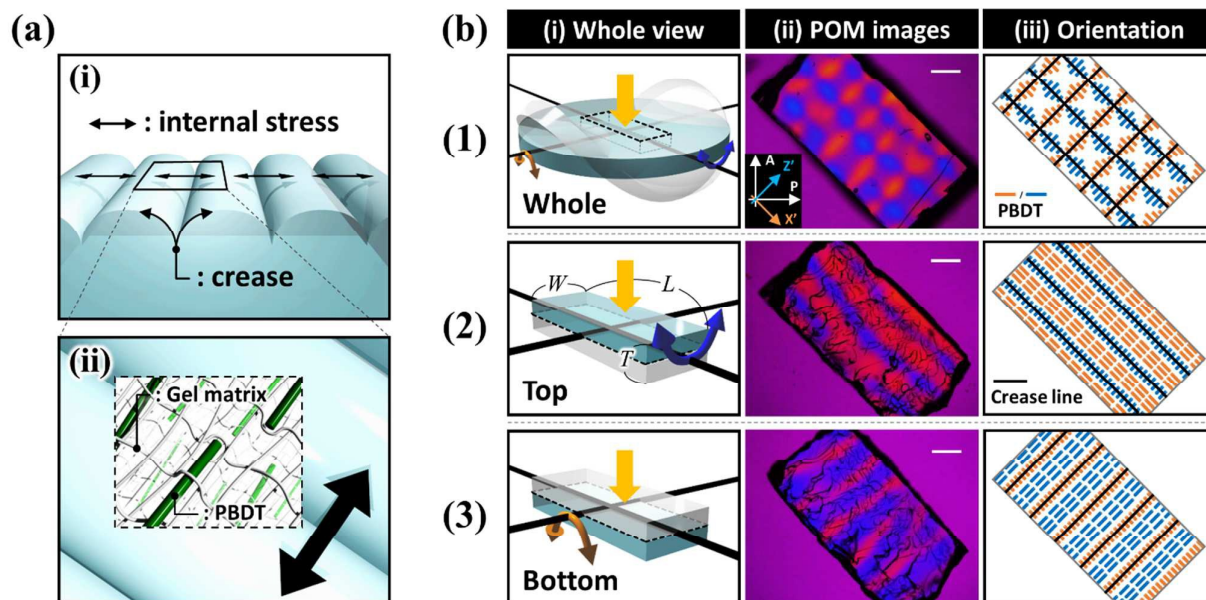 (a)
(i)
: internal stress
: crease
(ii)
: Gel matrix
: PBDT
(b)
(i) Whole view
(ii) POM images
(iii) Orientation
(1)
Whole
A
Z'
P
X'
/
PBDT
(2)
W
L
T
Top
Crease line
(3)
Bottom